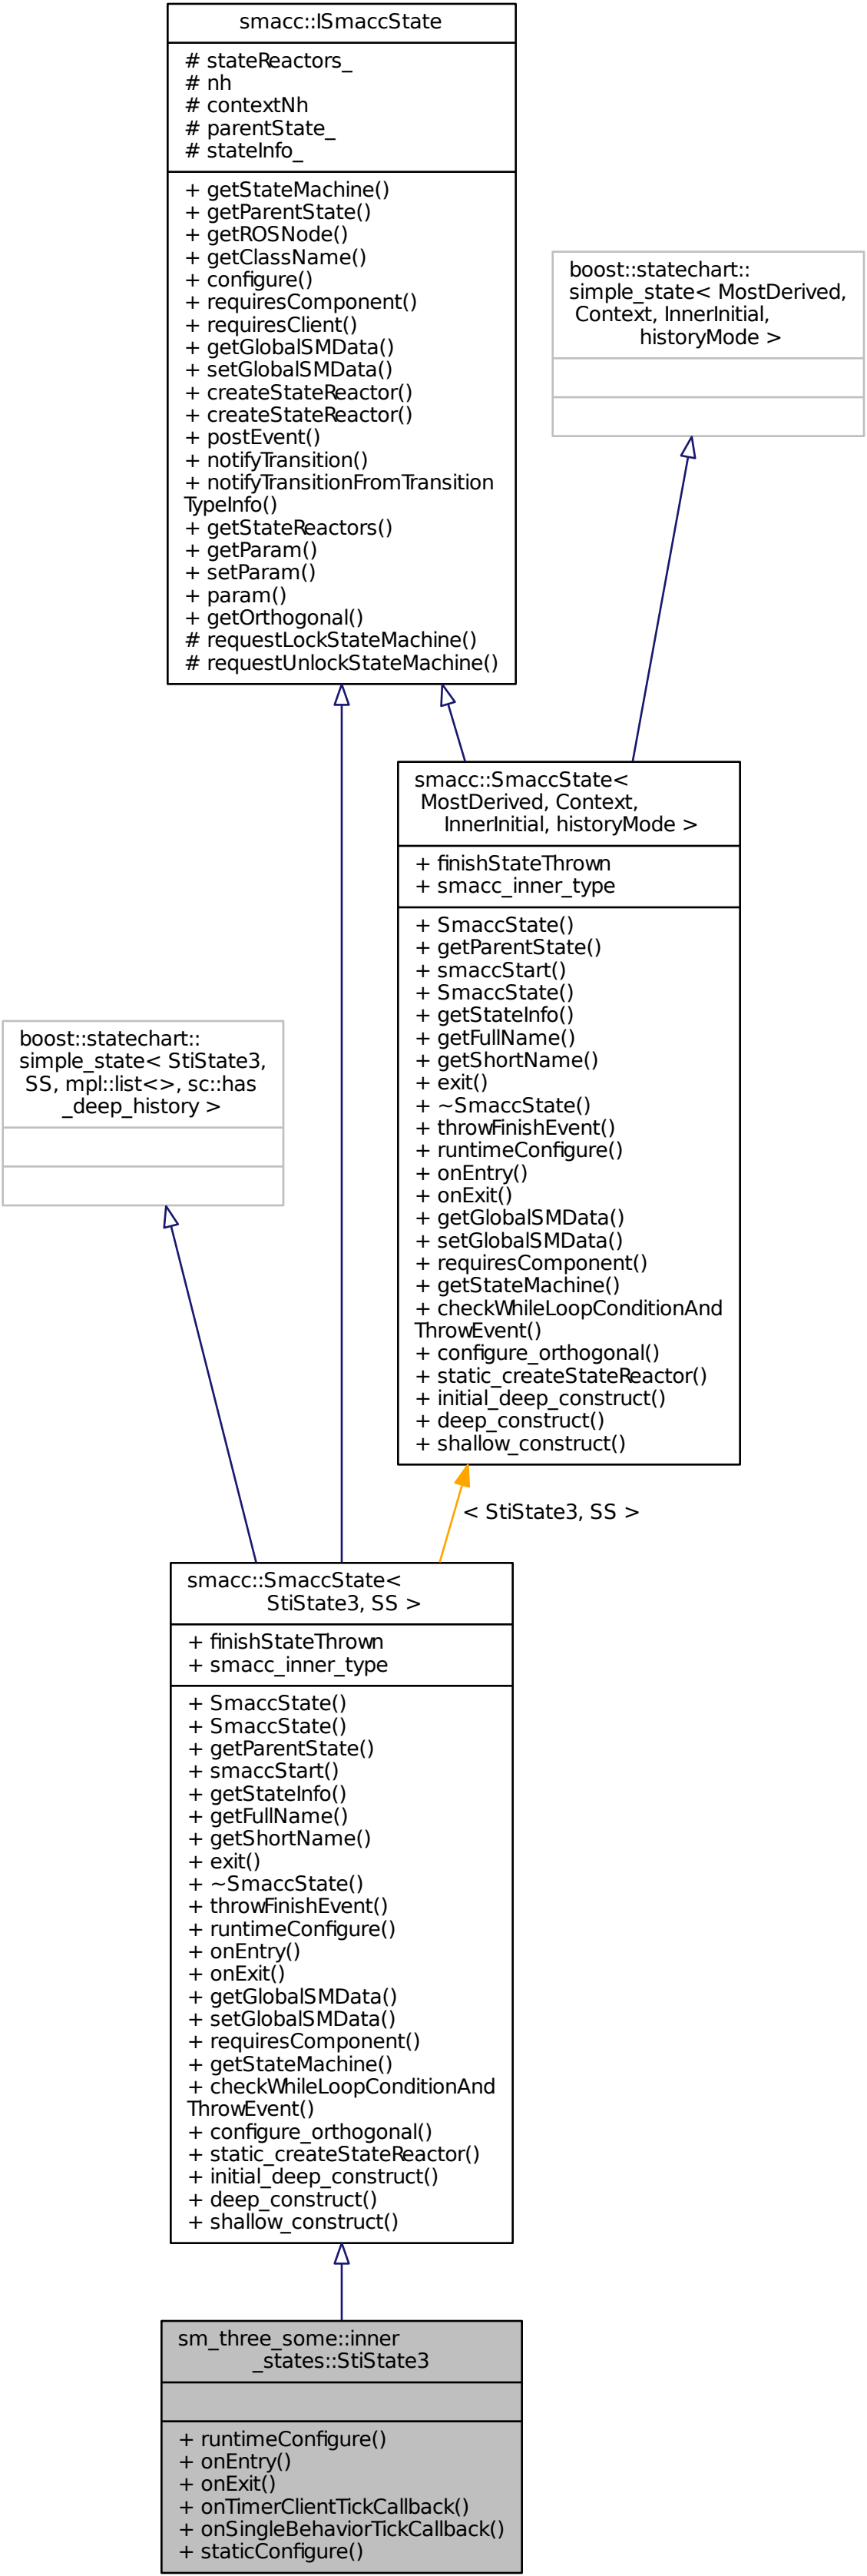 smacc::ISmaccState
# stateReactors_
# nh
# contextNh
# parentState_
# stateInfo_
+ getStateMachine()
+ getParentState()
+ getROSNode()
+ getClassName()
+ configure()
+ requiresComponent()
+ requiresClient()
+ getGlobalSMData()
+ setGlobalSMData()
+ createStateReactor()
+ createStateReactor()
+ postEvent()
+ notifyTransition()
+ notifyTransitionFromTransition
TypeInfo()
+ getStateReactors()
+ getParam()
+ setParam()
+ param()
+ getOrthogonal()
# requestLockStateMachine()
# requestUnlockStateMachine()
boost::statechart::
simple_state< MostDerived,
Context, InnerInitial,
historyMode >
smacc::SmaccState<
MostDerived, Context,
InnerInitial, historyMode >
+ finishStateThrown
+ smacc_inner_type
+ SmaccState()
+ getParentState()
+ smaccStart()
+ SmaccState()
+ getStateInfo()
+ getFullName()
+ getShortName()
+ exit()
+ ~SmaccState()
+ throwFinishEvent()
+ runtimeConfigure()
+ onEntry()
+ onExit()
+ getGlobalSMData()
+ setGlobalSMData()
+ requiresComponent()
+ getStateMachine()
+ checkWhileLoopConditionAnd
ThrowEvent()
+ configure_orthogonal()
+ static_createStateReactor()
+ initial_deep_construct()
+ deep_construct()
+ shallow_construct()
boost::statechart::
simple_state< StiState3,
SS, mpl::list<>, sc::has
_deep_history >
< StiState3, SS >
smacc::SmaccState<
StiState3, SS >
+ finishStateThrown
+ smacc_inner_type
+ SmaccState()
+ SmaccState()
+ getParentState()
+ smaccStart()
+ getStateInfo()
+ getFullName()
+ getShortName()
+ exit()
+ ~SmaccState()
+ throwFinishEvent()
+ runtimeConfigure()
+ onEntry()
+ onExit()
+ getGlobalSMData()
+ setGlobalSMData()
+ requiresComponent()
+ getStateMachine()
+ checkWhileLoopConditionAnd
ThrowEvent()
+ configure_orthogonal()
+ static_createStateReactor()
+ initial_deep_construct()
+ deep_construct()
+ shallow_construct()
sm_three_some::inner
_states::StiState3
+ runtimeConfigure()
+ onEntry()
+ onExit()
+ onTimerClientTickCallback()
+ onSingleBehaviorTickCallback()
+ staticConfigure()